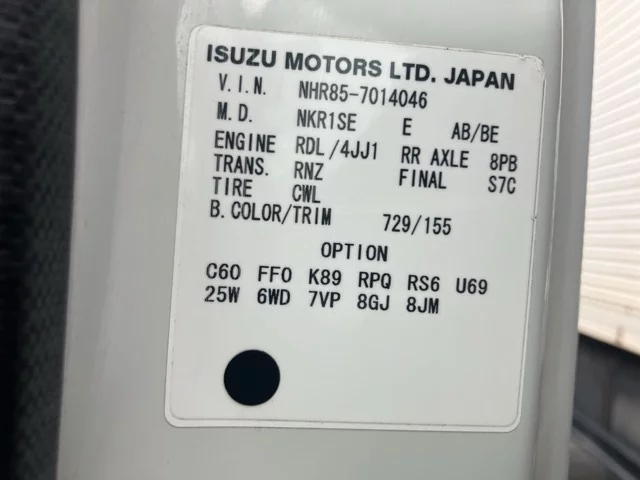 ISUZU MOTORS LTD. JAPAN
V.I.N. NHR85-7014046
M.D. NKR1SE E AB/BE
ENGINE RDL/4JJ1 RR AXLE 8PB
TRANS. RNZ FINAL S7C
TIRE CWL
B.COLOR/TRIM 729/155
OPTION
C60 FF0 K89 RPQ RS6 U69
25W 6WD 7VP 8GJ 8JM